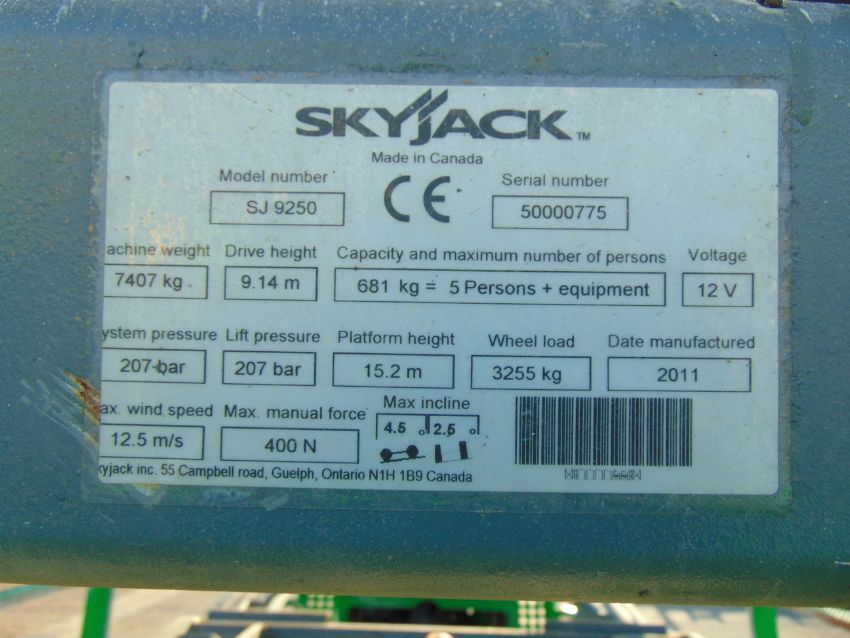 SKYJACK™
Made in Canada
Model number Serial number
SJ 9250 CE 50000775
achine weight Drive height Capacity and maximum number of persons Voltage
7407 kg 9.14 m 681 kg = 5 Persons + equipment 12 V
ystem pressure Lift pressure Platform height Wheel load Date manufactured
207 bar 207 bar 15.2 m 3255 kg 2011
ax. wind speed Max. manual force Max incline
12.5 m/s 400 N 4.5 ° 2.5 °
kyjack inc. 55 Campbell road, Guelph, Ontario N1H 1B9 Canada